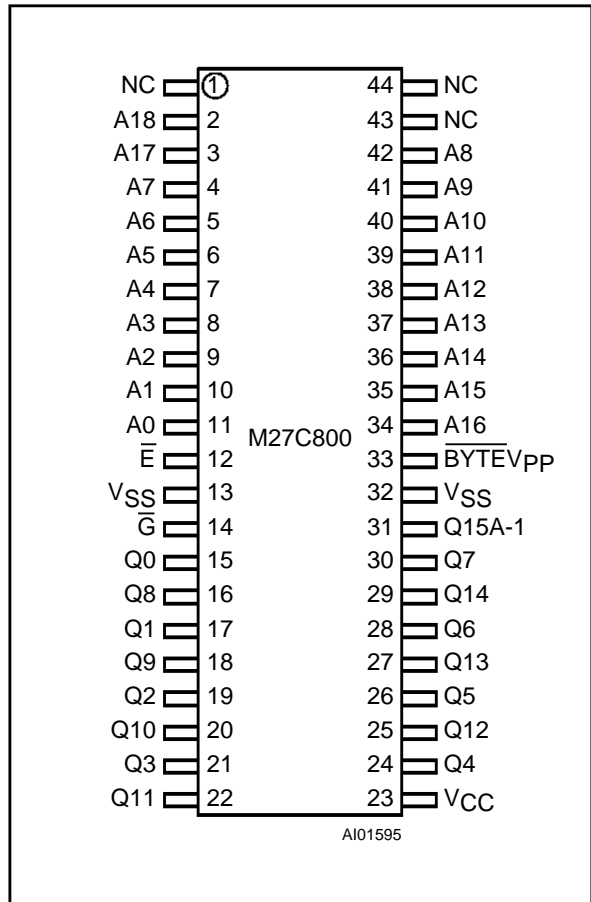 NC 1 44 NC
A18 2 43 NC
A17 3 42 A8
A7 4 41 A9
A6 5 40 A10
A5 6 39 A11
A4 7 38 A12
A3 8 37 A13
A2 9 36 A14
A1 10 35 A15
A0 11 34 A16
M27C800
E̅ 12 33 B̅Y̅T̅E̅VPP
VSS 13 32 VSS
G̅ 14 31 Q15A-1
Q0 15 30 Q7
Q8 16 29 Q14
Q1 17 28 Q6
Q9 18 27 Q13
Q2 19 26 Q5
Q10 20 25 Q12
Q3 21 24 Q4
Q11 22 23 VCC
AI01595